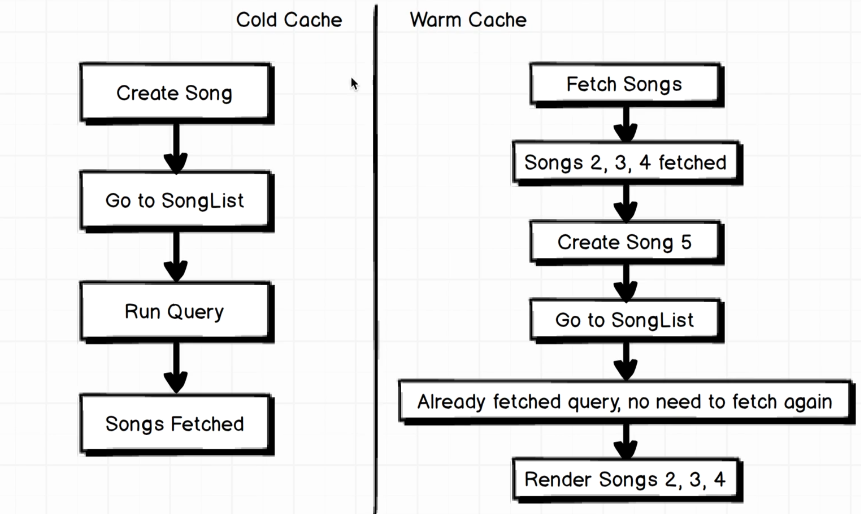 Cold Cache
Create Song
Go to SongList
Run Query
Songs Fetched
Warm Cache
Fetch Songs
Songs 2, 3, 4 fetched
Create Song 5
Go to SongList
Already fetched query, no need to fetch again
Render Songs 2, 3, 4